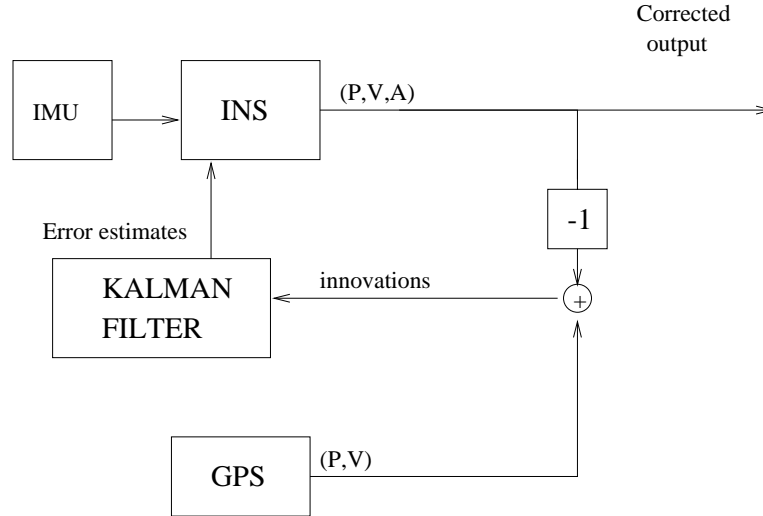 Corrected
output
(P,V,A)
IMU
INS
-1
Error estimates
innovations
KALMAN
FILTER
+
(P,V)
GPS